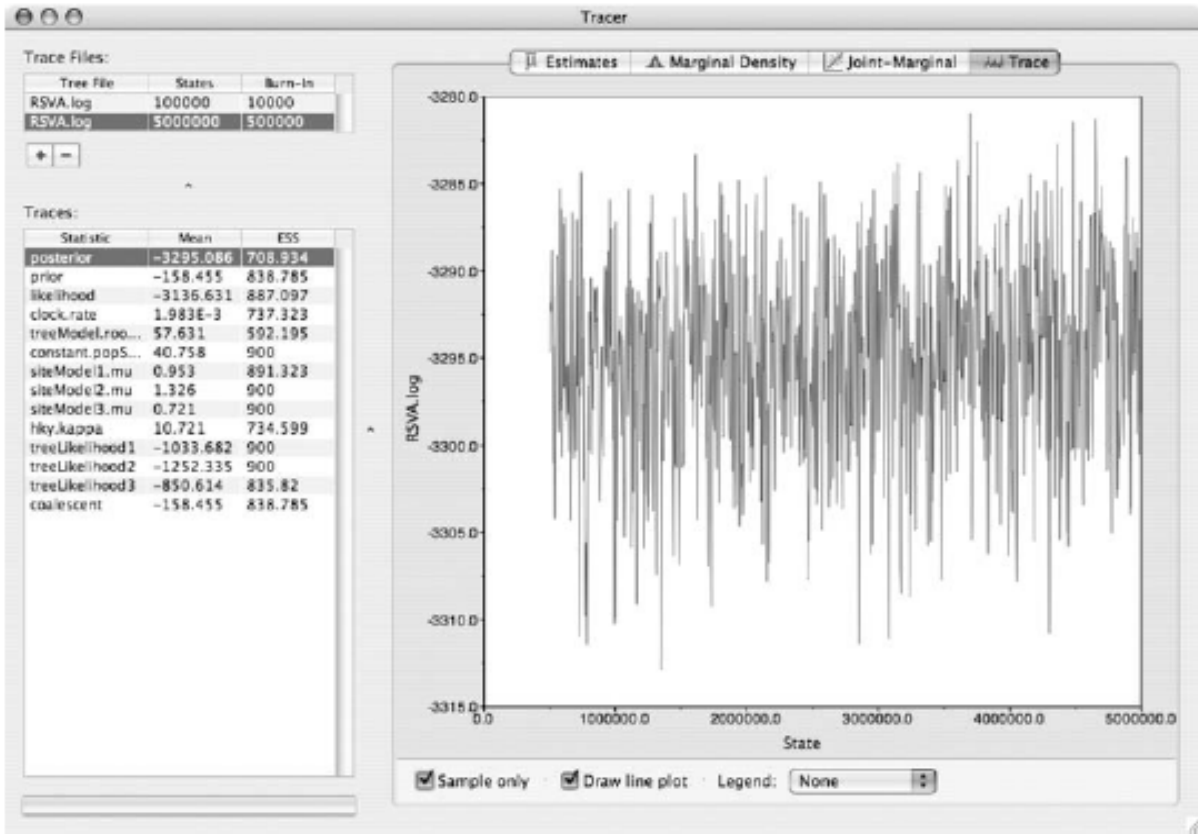 Tracer
Trace Files:
Tree File States Burn-In
RSVA.log 100000 10000
RSVA.log 5000000 500000
+ -
Traces:
Statistic Mean ESS
posterior -3295.086 708.934
prior -158.455 838.785
likelihood -3136.631 887.097
clock.rate 1.983E-3 737.323
treeModel.roo... 57.631 592.195
constant.popS... 40.758 900
siteModel1.mu 0.953 891.323
siteModel2.mu 1.326 900
siteModel3.mu 0.721 900
hky.kappa 10.721 734.599
treeLikelihood1 -1033.682 900
treeLikelihood2 -1252.335 900
treeLikelihood3 -850.614 835.82
coalescent -158.455 838.785
Estimates Marginal Density Joint-Marginal Trace
-3280.0
-3285.0
-3290.0
-3295.0
-3300.0
-3305.0
-3310.0
-3315.0
RSVA.log
0.0 1000000.0 2000000.0 3000000.0 4000000.0 5000000.0
State
Sample only Draw line plot Legend: None